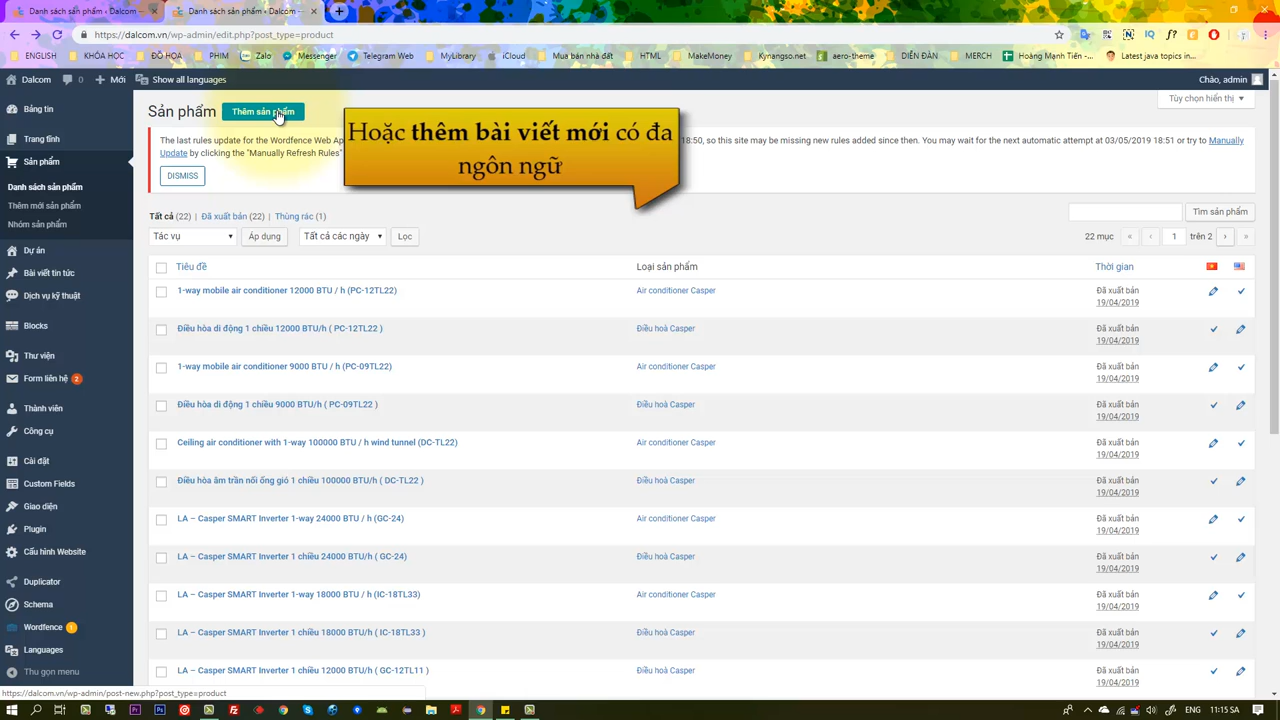 Danh sách sản phẩm ‹ Dalcom. ×
Danh sách sản phẩm ‹ Dalcom. ×
https://dalcom.vn/wp-admin/edit.php?post_type=product
ENGLISH KHÓA HỌC ĐỒ HOẠ PHIM Zalo Messenger Telegram Web MyLibrary iCloud Mua bán nhà đất HTML MakeMoney Kynangso.net aero-theme DIỄN ĐÀN MERCH Hoàng Mạnh Tiến -... Latest java topics in...
Dalcom 0 Mới Show all languages Chào, admin
Bảng tin
Trang tĩnh
Sản phẩm
Danh sách sản phẩm
Thêm mới sản phẩm
Nhóm sản phẩm
Dự án
Bài viết tin tức
Dịch vụ kỹ thuật
Blocks
Thư viện
Form liên hệ 2
Thành viên
Công cụ
Cài đặt
Custom Fields
Giao diện
Plugin
Cấu hình Website
Duplicator
Schema
Wordfence 1
Languages
Thu gọn menu
Sản phẩm Thêm sản phẩm
Tùy chọn hiển thị
Hoặc thêm bài viết mới có đa
ngôn ngữ
The last rules update for the Wordfence Web Ap 18:50, so this site may be missing new rules added since then. You may wait for the next automatic attempt at 03/05/2019 18:51 or try to Manually
Update by clicking the "Manually Refresh Rules"
DISMISS
Tất cả (22) | Đã xuất bản (22) | Thùng rác (1)
Tìm sản phẩm
Tác vụ Áp dụng Tất cả các ngày Lọc
22 mục « ‹ 1 trên 2 › »
Tiêu đề Loại sản phẩm Thời gian
1-way mobile air conditioner 12000 BTU / h (PC-12TL22) Air conditioner Casper Đã xuất bản
19/04/2019
Điều hòa di động 1 chiều 12000 BTU/h ( PC-12TL22 ) Điều hoà Casper Đã xuất bản
19/04/2019
1-way mobile air conditioner 9000 BTU / h (PC-09TL22) Air conditioner Casper Đã xuất bản
19/04/2019
Điều hòa di động 1 chiều 9000 BTU/h ( PC-09TL22 ) Điều hoà Casper Đã xuất bản
19/04/2019
Ceiling air conditioner with 1-way 100000 BTU / h wind tunnel (DC-TL22) Air conditioner Casper Đã xuất bản
19/04/2019
Điều hòa âm trần nối ống gió 1 chiều 100000 BTU/h ( DC-TL22 ) Điều hoà Casper Đã xuất bản
19/04/2019
LA – Casper SMART Inverter 1-way 24000 BTU / h (GC-24) Air conditioner Casper Đã xuất bản
19/04/2019
LA – Casper SMART Inverter 1 chiều 24000 BTU/h ( GC-24) Điều hoà Casper Đã xuất bản
19/04/2019
LA – Casper SMART Inverter 1-way 18000 BTU / h (IC-18TL33) Air conditioner Casper Đã xuất bản
19/04/2019
LA – Casper SMART Inverter 1 chiều 18000 BTU/h ( IC-18TL33 ) Điều hoà Casper Đã xuất bản
19/04/2019
LA – Casper SMART Inverter 1 chiều 12000 BTU/h ( GC-12TL11 ) Điều hoà Casper Đã xuất bản
19/04/2019
https://dalcom.vn/wp-admin/post-new.php?post_type=product
11:15 SA